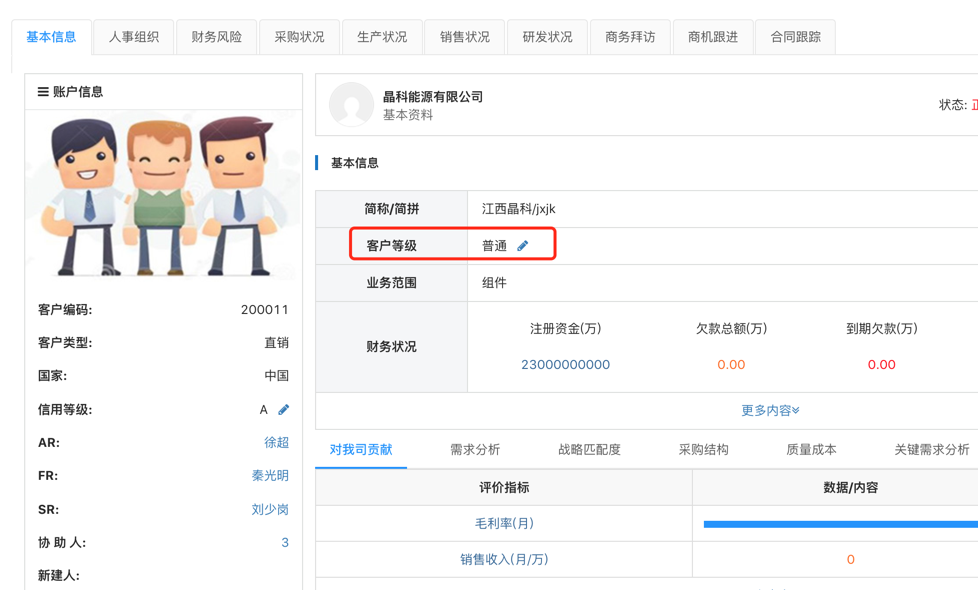 基本信息 人事组织 财务风险 采购状况 生产状况 销售状况 研发状况 商务拜访 商机跟进 合同跟踪
账户信息
客户编码: 200011
客户类型: 直销
国家: 中国
信用等级: A
AR: 徐超
FR: 秦光明
SR: 刘少岗
协 助 人: 3
新建人:
晶科能源有限公司
基本资料
状态:
基本信息
简称/简拼 江西晶科/jxjk
客户等级 普通
业务范围 组件
财务状况
注册资金(万) 欠款总额(万) 到期欠款(万)
23000000000 0.00 0.00
更多内容
对我司贡献 需求分析 战略匹配度 采购结构 质量成本 关键需求分析
评价指标 数据/内容
毛利率(月)
销售收入(月/万) 0